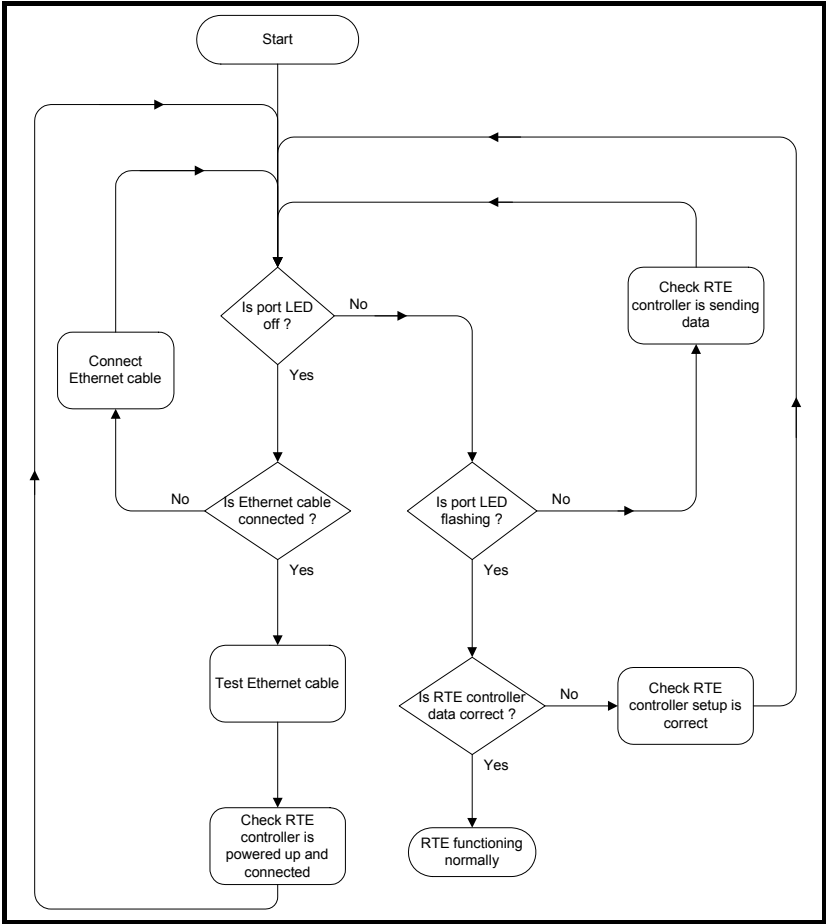 Start
Is port LED
off ?
No
Yes
Check RTE
controller is sending
data
Connect
Ethernet cable
No
Is Ethernet cable
connected ?
Yes
Is port LED
flashing ?
No
Yes
Test Ethernet cable
Is RTE controller
data correct ?
No
Yes
Check RTE
controller setup is
correct
Check RTE
controller is
powered up and
connected
RTE functioning
normally